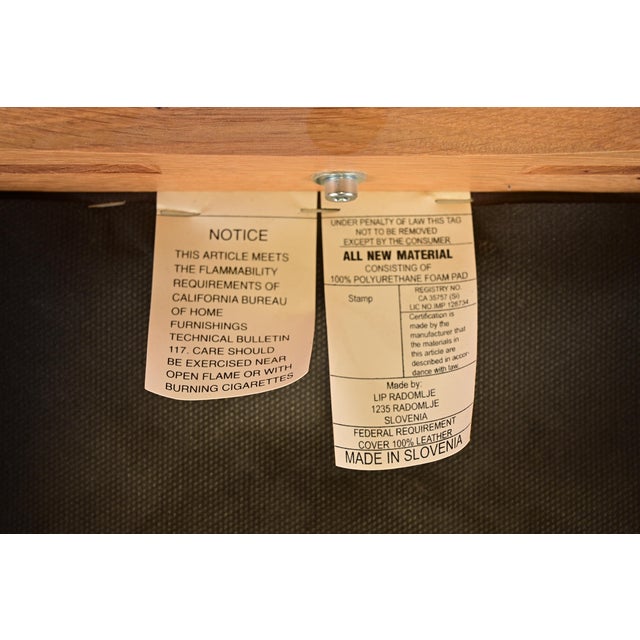 NOTICE
THIS ARTICLE MEETS
THE FLAMMABILITY
REQUIREMENTS OF
CALIFORNIA BUREAU
OF HOME
FURNISHINGS
TECHNICAL BULLETIN
117. CARE SHOULD
BE EXERCISED NEAR
OPEN FLAME OR WITH
BURNING CIGARETTES
UNDER PENALTY OF LAW THIS TAG
NOT TO BE REMOVED
EXCEPT BY THE CONSUMER
ALL NEW MATERIAL
CONSISTING OF
100% POLYURETHANE FOAM PAD
Stamp
REGISTRY NO.
CA 35757 (SI)
LIC NO.IMP 126734
Certification is
made by the
manufacturer that
the materials in
this article are
described in accor-
dance with law.
Made by:
LIP RADOMLJE
1235 RADOMLJE
SLOVENIA
FEDERAL REQUIREMENT
COVER 100% LEATHER
MADE IN SLOVENIA